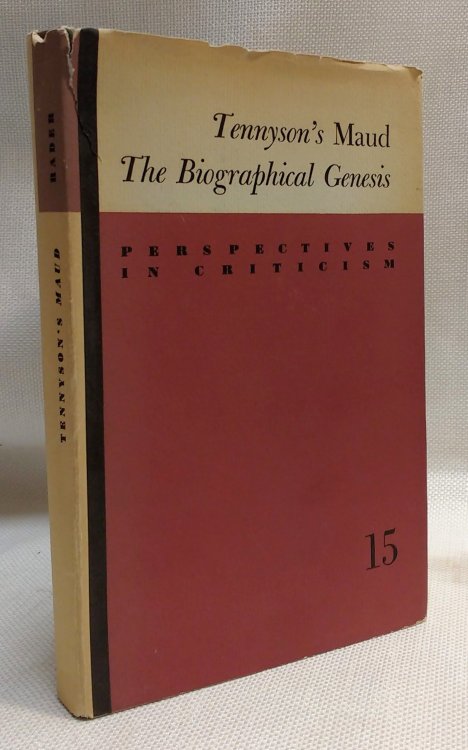 Tennyson's Maud
The Biographical Genesis
PERSPECTIVES
IN CRITICISM
15
RADER
TENNYSON'S MAUD